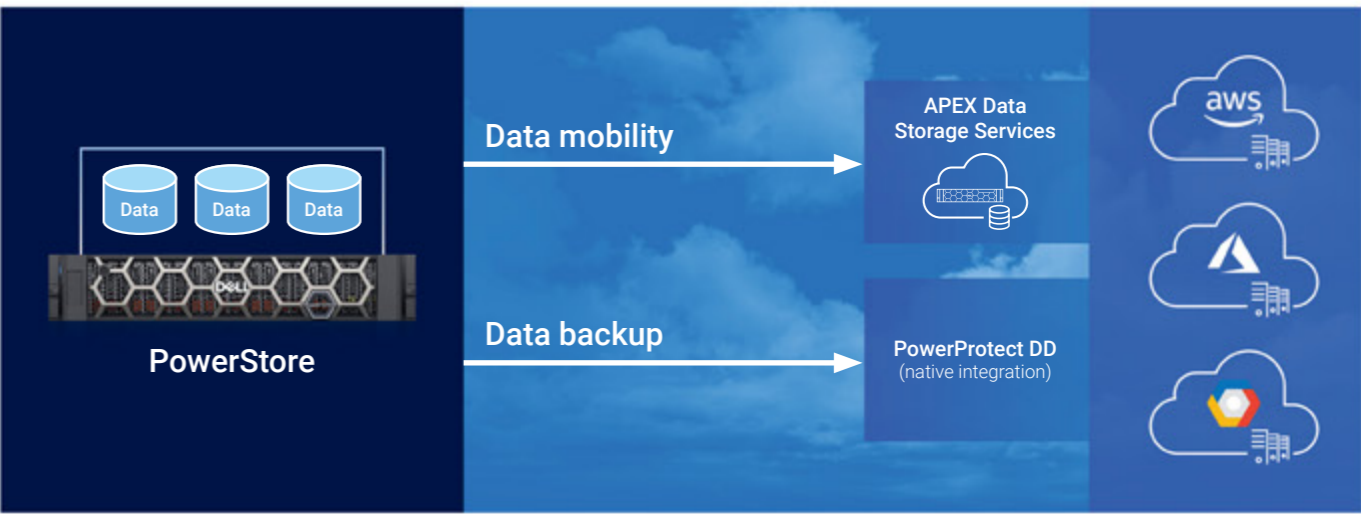 Data
Data
Data
DELL
PowerStore
Data mobility
Data backup
APEX Data
Storage Services
PowerProtect DD
(native integration)
aws